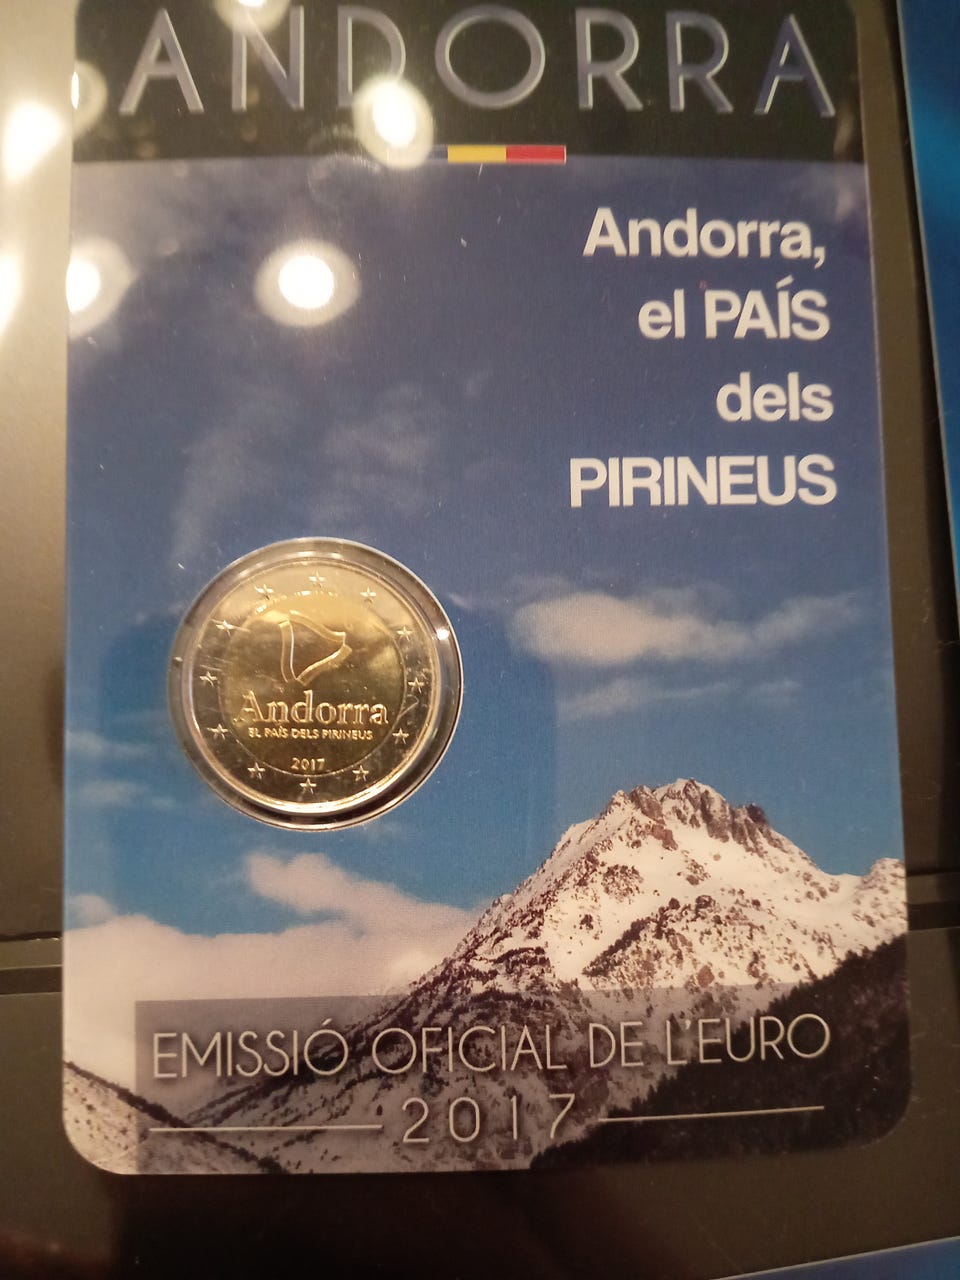 ANDORRA
Andorra,
el PAÍS
dels
PIRINEUS
Andorra
EL PAÍS DELS PIRINEUS
2017
EMISSIÓ OFICIAL DE L'EURO
2017